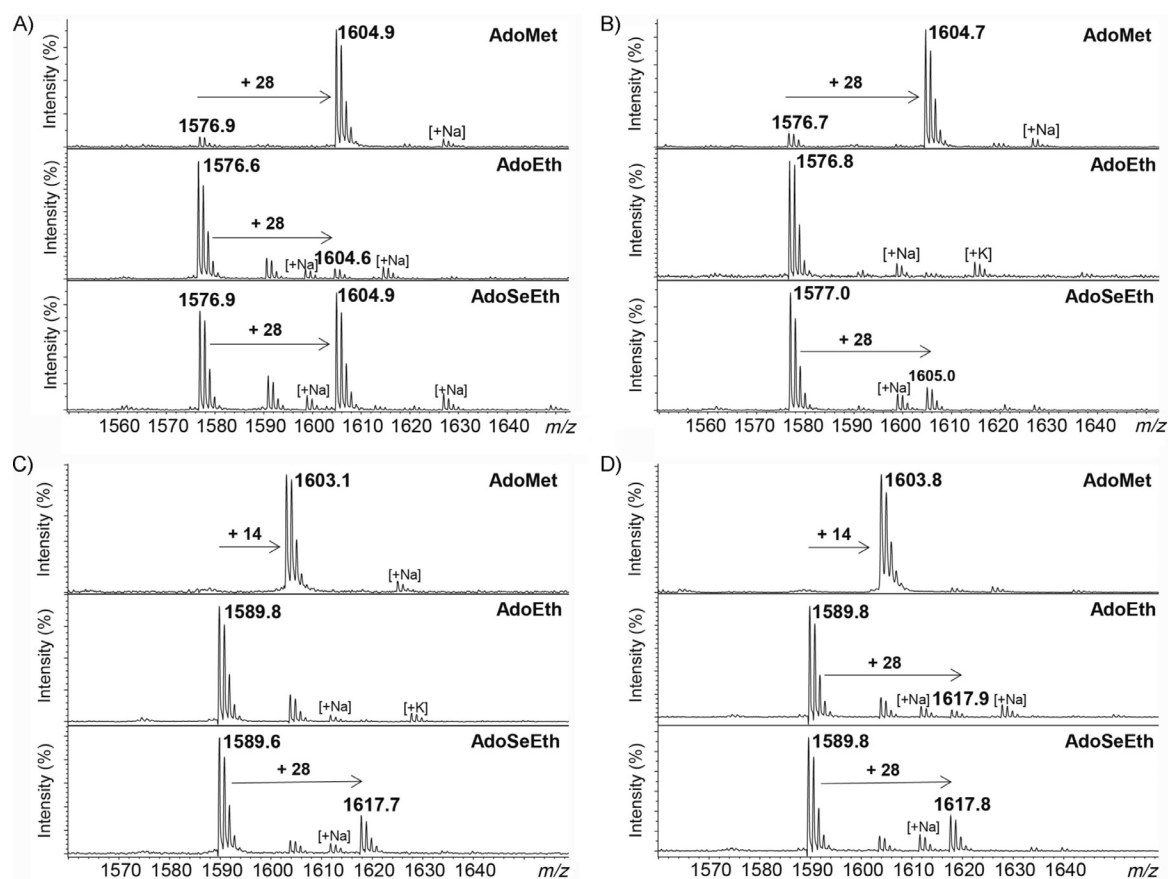 A)
Intensity (%)
AdoMet
1604.9
+ 28
1576.9
[+Na]
Intensity (%)
AdoEth
1576.6
+ 28
[+Na]
1604.6
[+Na]
Intensity (%)
AdoSeEth
1576.9
1604.9
+ 28
[+Na]
[+Na]
1560 1570 1580 1590 1600 1610 1620 1630 1640 m/z
B)
Intensity (%)
AdoMet
1604.7
+ 28
1576.7
[+Na]
Intensity (%)
AdoEth
1576.8
[+Na]
[+K]
Intensity (%)
AdoSeEth
1577.0
+ 28
[+Na]
1605.0
1560 1570 1580 1590 1600 1610 1620 1630 1640 m/z
C)
Intensity (%)
AdoMet
1603.1
+ 14
[+Na]
Intensity (%)
AdoEth
1589.8
[+Na]
[+K]
Intensity (%)
AdoSeEth
1589.6
+ 28
1617.7
[+Na]
1570 1580 1590 1600 1610 1620 1630 1640 m/z
D)
Intensity (%)
AdoMet
1603.8
+ 14
Intensity (%)
AdoEth
1589.8
+ 28
[+Na]
1617.9
[+Na]
Intensity (%)
AdoSeEth
1589.8
+ 28
1617.8
[+Na]
1570 1580 1590 1600 1610 1620 1630 1640 m/z